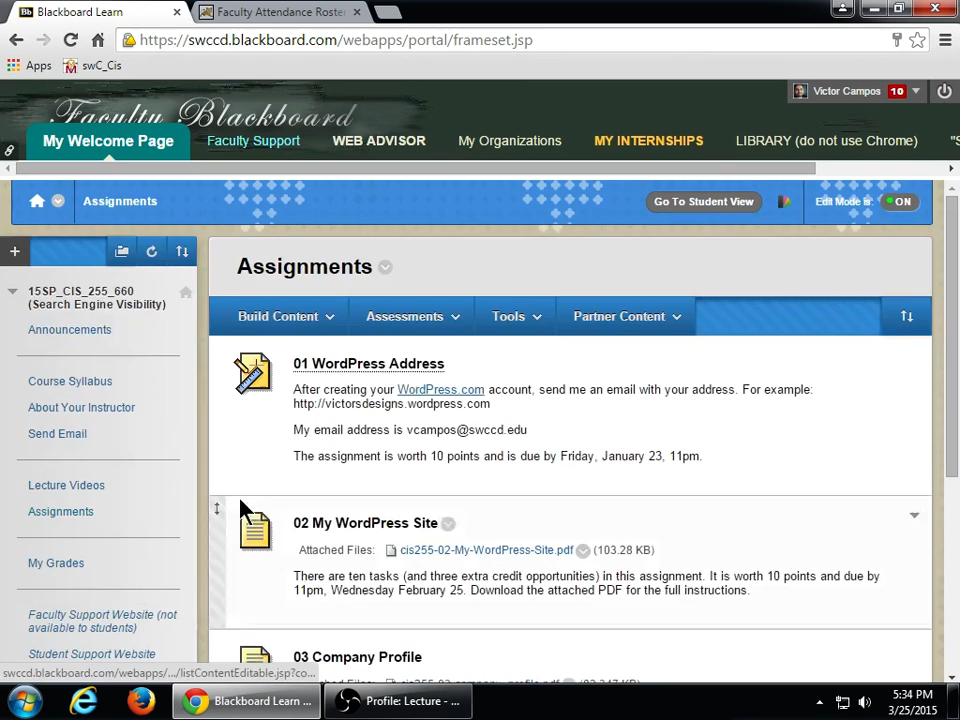 Blackboard Learn
Faculty Attendance Roster
https://swccd.blackboard.com/webapps/portal/frameset.jsp
Apps
swC_Cis
Faculty Blackboard
Victor Campos 10
My Welcome Page
Faculty Support
WEB ADVISOR
My Organizations
MY INTERNSHIPS
LIBRARY (do not use Chrome)
"S
Assignments
Go To Student View
Edit Mode is: ON
15SP_CIS_255_660
(Search Engine Visibility)
Announcements
Course Syllabus
About Your Instructor
Send Email
Lecture Videos
Assignments
My Grades
Faculty Support Website (not
available to students)
Student Support Website
Assignments
Build Content
Assessments
Tools
Partner Content
01 WordPress Address
After creating your WordPress.com account, send me an email with your address. For example:
http://victorsdesigns.wordpress.com
My email address is vcampos@swccd.edu
The assignment is worth 10 points and is due by Friday, January 23, 11pm.
02 My WordPress Site
Attached Files: cis255-02-My-WordPress-Site.pdf (103.28 KB)
There are ten tasks (and three extra credit opportunities) in this assignment. It is worth 10 points and due by
11pm, Wednesday February 25. Download the attached PDF for the full instructions.
03 Company Profile
swccd.blackboard.com/webapps/.../listContentEditable.jsp?co...
Blackboard Learn ...
Profile: Lecture - ...
5:34 PM
3/25/2015